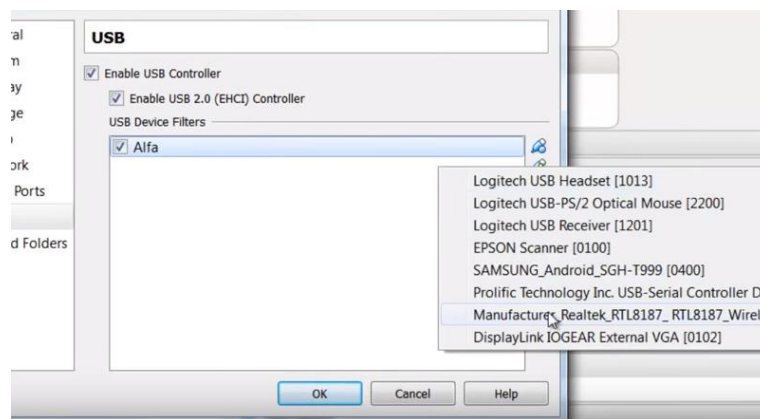 ral
USB
m
Enable USB Controller
ay
Enable USB 2.0 (EHCI) Controller
ge
USB Device Filters
Alfa
ork
Logitech USB Headset [1013]
Ports
Logitech USB-PS/2 Optical Mouse [2200]
Logitech USB Receiver [1201]
d Folders
EPSON Scanner [0100]
SAMSUNG_Android_SGH-T999 [0400]
Prolific Technology Inc. USB-Serial Controller D
Manufacturer_Realtek_RTL8187_ RTL8187_Wirel
DisplayLink IOGEAR External VGA [0102]
OK
Cancel
Help